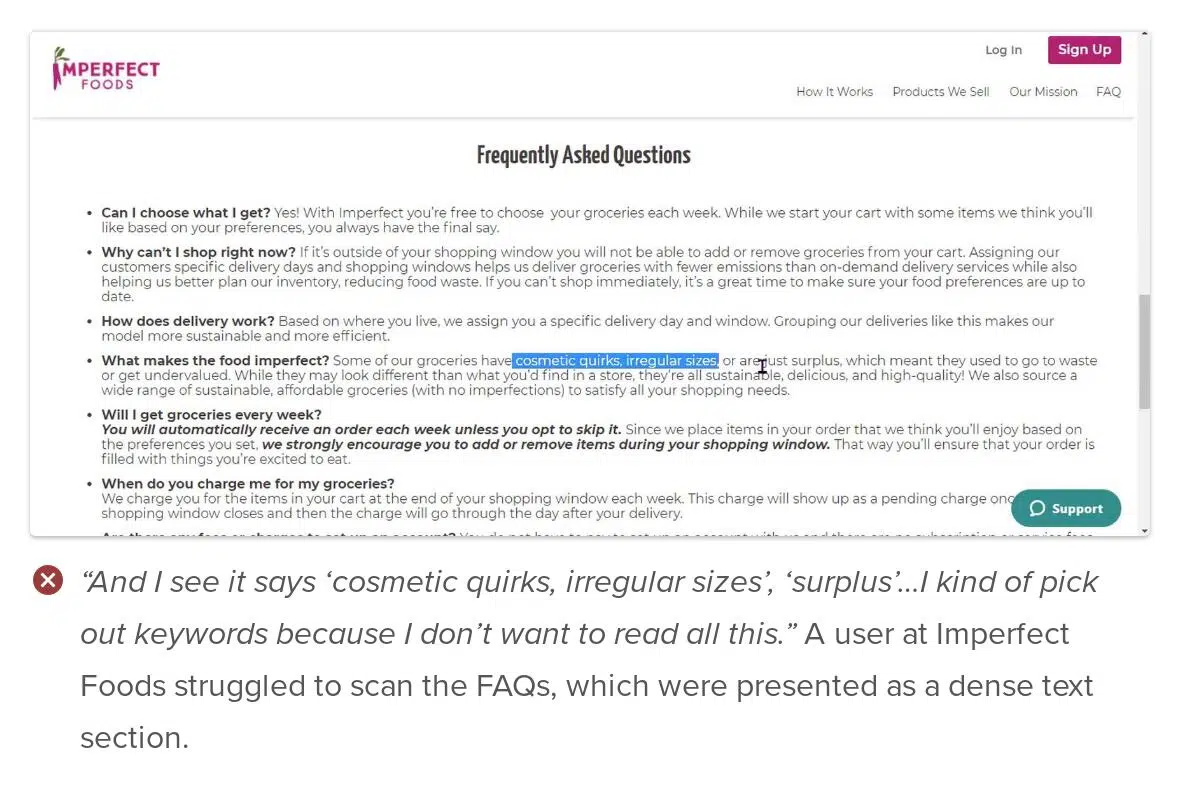 IMPERFECT
FOODS
Log In
Sign Up
How It Works
Products We Sell
Our Mission
FAQ
Frequently Asked Questions
• Can I choose what I get? Yes! With Imperfect you’re free to choose your groceries each week. While we start your cart with some items we think you’ll
like based on your preferences, you always have the final say.
• Why can’t I shop right now? If it’s outside of your shopping window you will not be able to add or remove groceries from your cart. Assigning our
customers specific delivery days and shopping windows helps us deliver groceries with fewer emissions than on-demand delivery services while also
helping us better plan our inventory, reducing food waste. If you can’t shop immediately, it’s a great time to make sure your food preferences are up to
date.
• How does delivery work? Based on where you live, we assign you a specific delivery day and window. Grouping our deliveries like this makes our
model more sustainable and more efficient.
• What makes the food imperfect? Some of our groceries have cosmetic quirks, irregular sizes, or are just surplus, which meant they used to go to waste
or get undervalued. While they may look different than what you’d find in a store, they’re all sustainable, delicious, and high-quality! We also source a
wide range of sustainable, affordable groceries (with no imperfections) to satisfy all your shopping needs.
• Will I get groceries every week?
You will automatically receive an order each week unless you opt to skip it. Since we place items in your order that we think you’ll enjoy based on
the preferences you set, we strongly encourage you to add or remove items during your shopping window. That way you’ll ensure that your order is
filled with things you’re excited to eat.
• When do you charge me for my groceries?
We charge you for the items in your cart at the end of your shopping window each week. This charge will show up as a pending charge
shopping window closes and then the charge will go through the day after your delivery.
Support
“And I see it says ‘cosmetic quirks, irregular sizes’, ‘surplus’...I kind of pick
out keywords because I don’t want to read all this.” A user at Imperfect
Foods struggled to scan the FAQs, which were presented as a dense text
section.